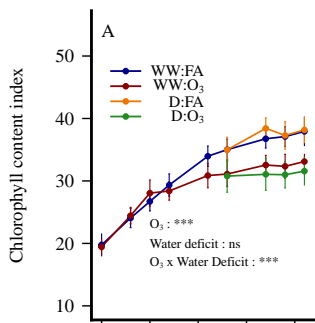 A
50
40
30
20
10
Chlorophyll content index
WW:FA
WW:O₃
D:FA
D:O₃
O₃ : ***
Water deficit : ns
O₃ x Water Deficit : ***